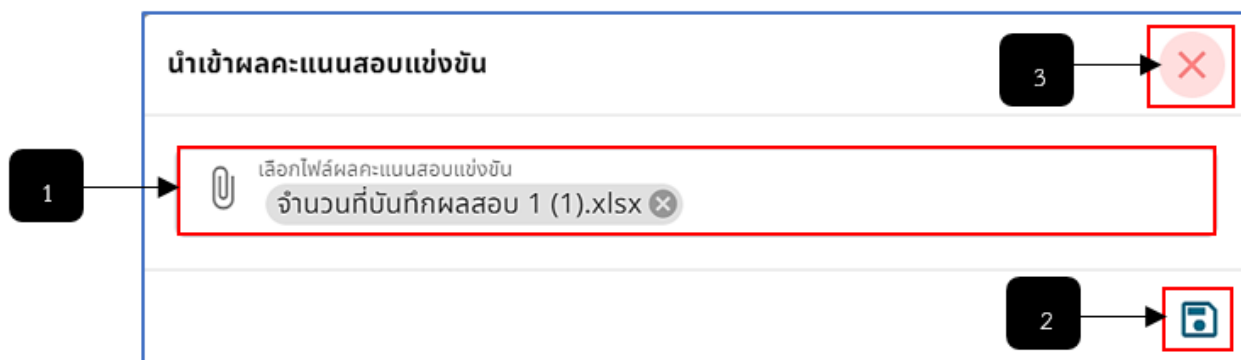 นำเข้าผลคะแนนสอบแข่งขัน
3
1
เลือกไฟล์ผลคะแนนสอบแข่งขัน
จำนวนที่บันทึกผลสอบ 1 (1).xlsx
2